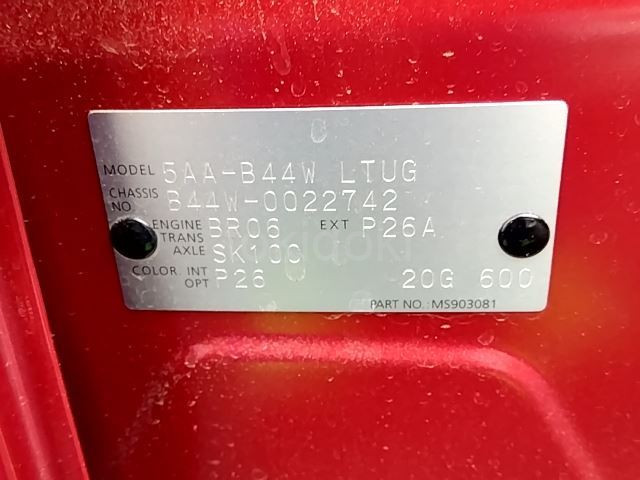 C
MODEL 5AA-B44W LTUG
CHASSIS NO B44W-0022742
ENGINE BR06 EXT P26A
TRANS AXLE SK10C
COLOR. INT P26 20G 600
OPT
PART NO.: MS903081